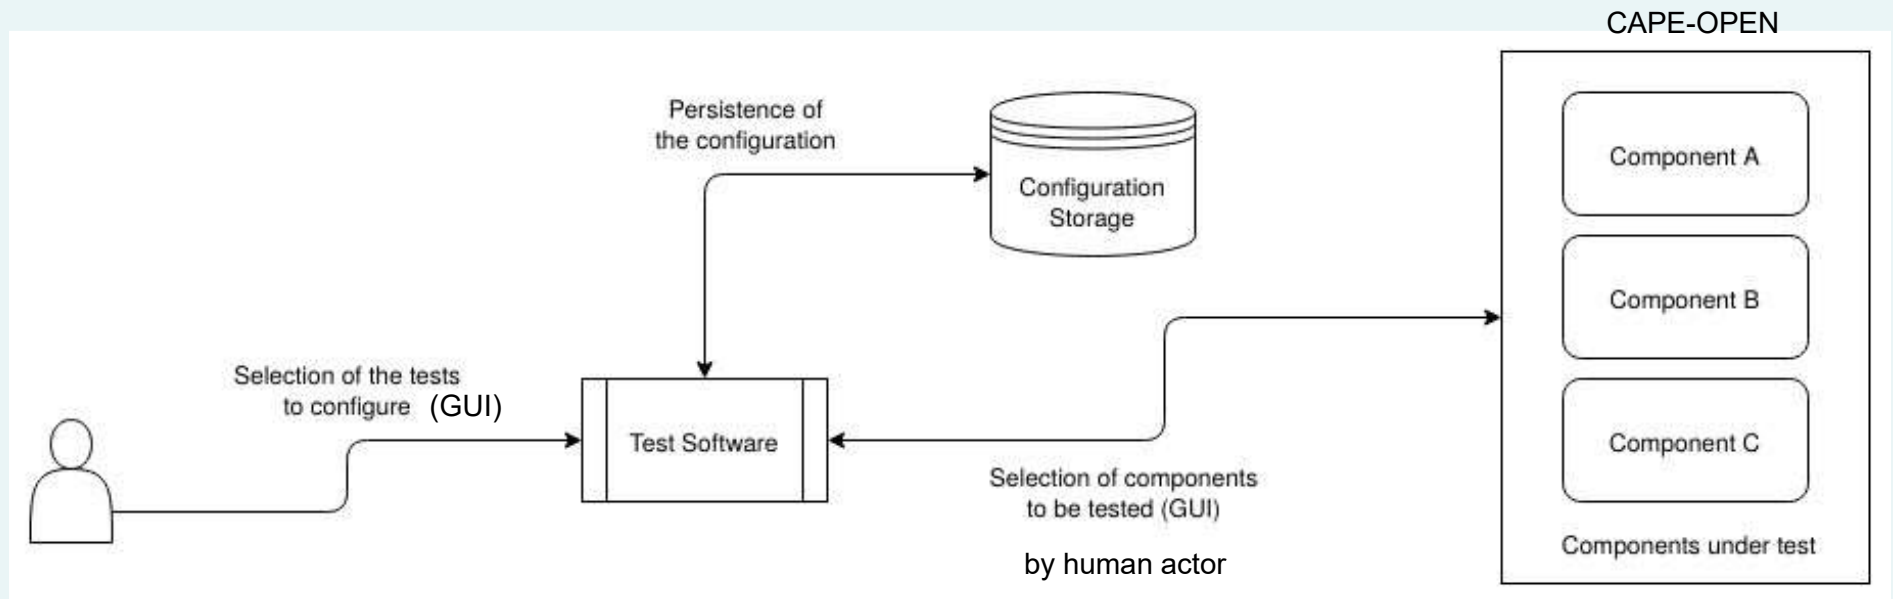 CAPE-OPEN
Persistence of
the configuration
Configuration
Storage
Component A
Component B
Component C
Components under test
Selection of the tests
to configure (GUI)
Test Software
Selection of components
to be tested (GUI)
by human actor